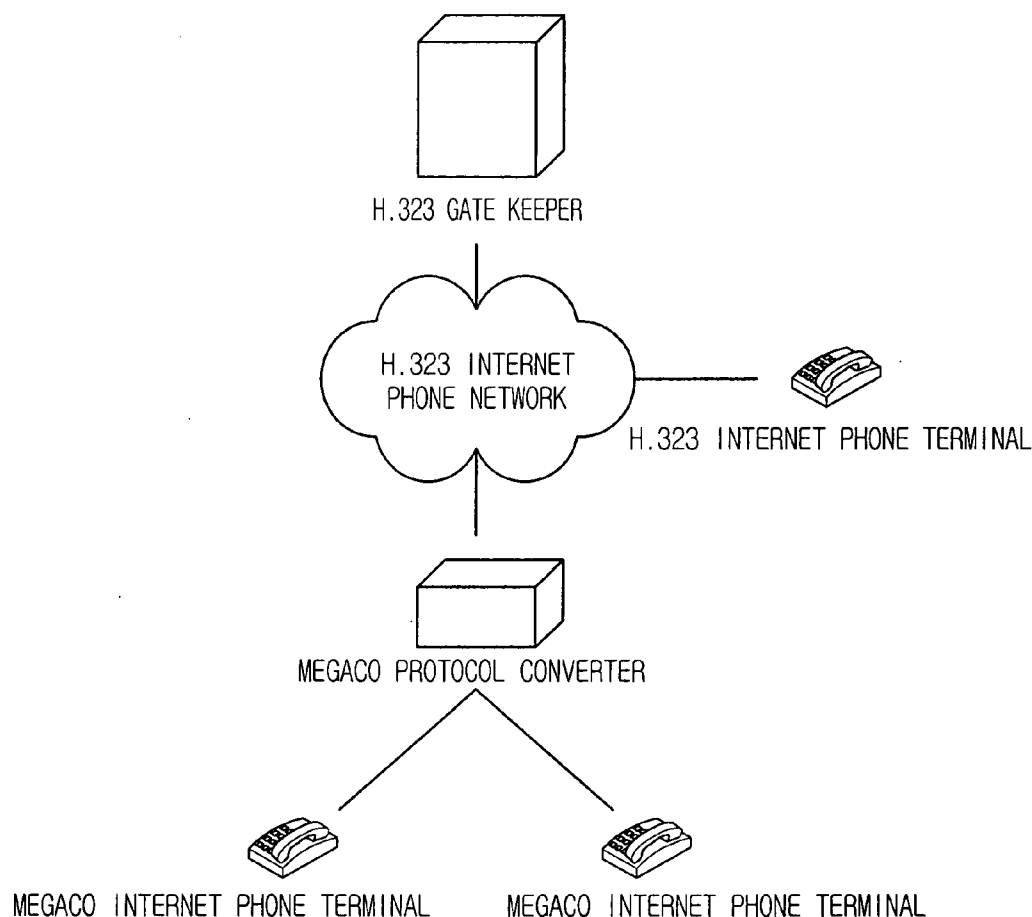 H.323 GATE KEEPER
H.323 INTERNET
PHONE NETWORK
H.323 INTERNET PHONE TERMINAL
MEGACO PROTOCOL CONVERTER
MEGACO INTERNET PHONE TERMINAL
MEGACO INTERNET PHONE TERMINAL